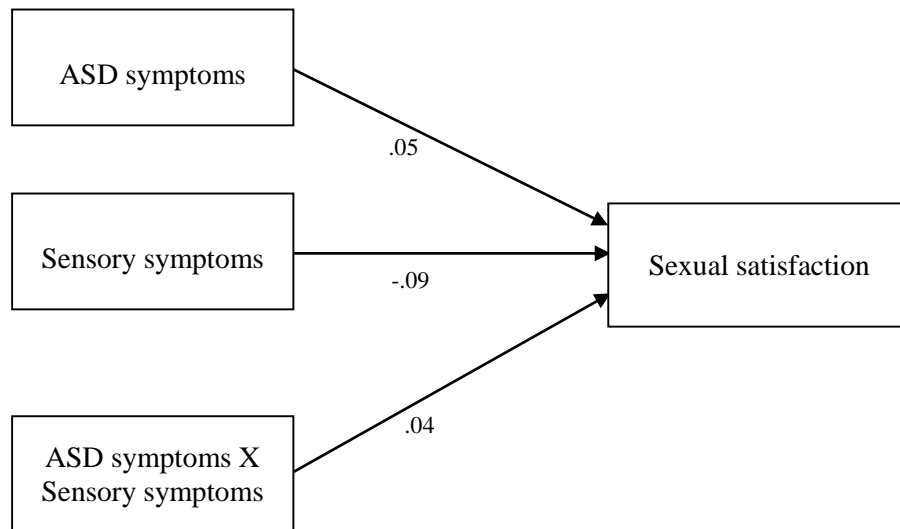 ASD symptoms
.05
Sensory symptoms
-.09
Sexual satisfaction
.04
ASD symptoms X
Sensory symptoms